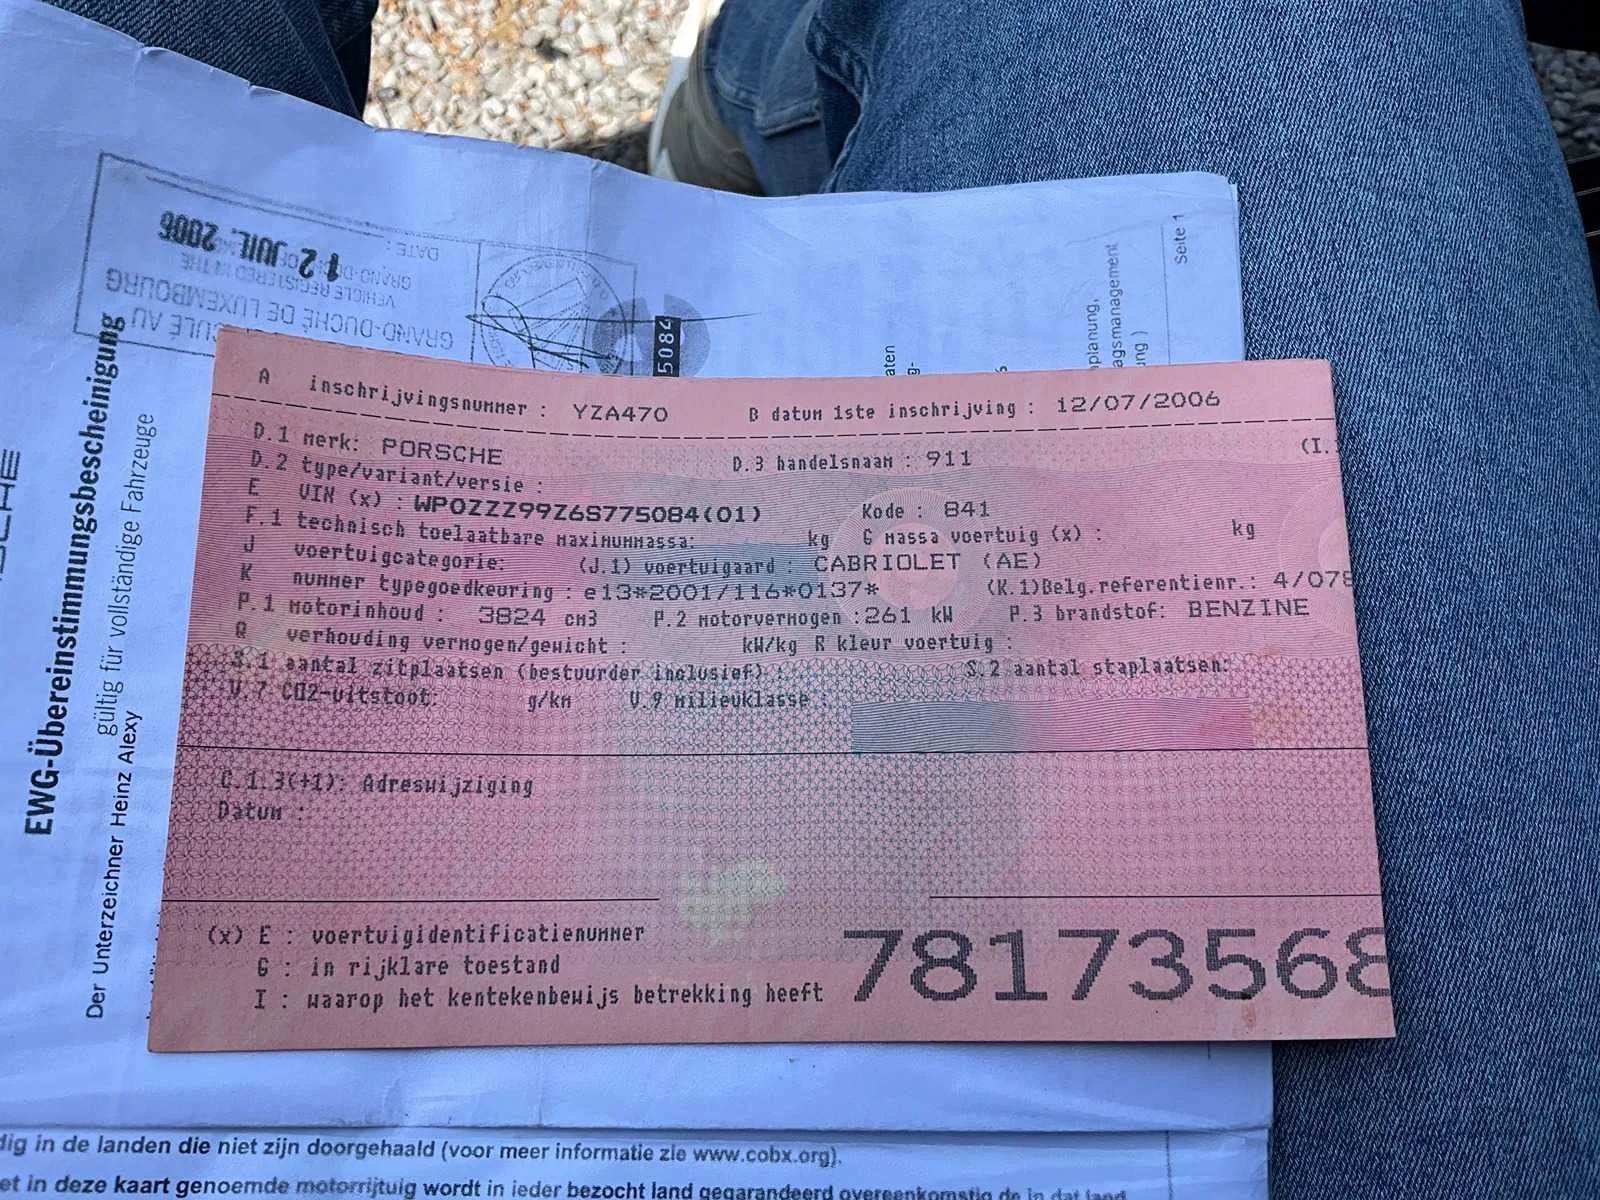 12 JUIL. 2006
DATE:
GRAND-DUCHÉ DE LUXEMBOURG
VEHICLE REGISTERED IN THE
5084
Seite 1
EWG-Übereinstimmungsbescheinigung
gültig für vollständige Fahrzeuge
Der Unterzeichner Heinz Alexy
A inschrijvingsnummer : YZA470 B datum 1ste inschrijving : 12/07/2006
D.1 merk: PORSCHE D.3 handelsnaam : 911 (I.
D.2 type/variant/versie :
E VIN (x) : WP0ZZZ99Z6S775084(01) Kode : 841
F.1 technisch toelaatbare maximummassa: kg G massa voertuig (x) : kg
J voertuigcategorie: (J.1) voertuigaard : CABRIOLET (AE)
K nummer typegoedkeuring : e13*2001/116*0137* (K.1)Belg.referentienr.: 4/078
P.1 motorinhoud : 3824 cm3 P.2 motorvermogen :261 kW P.3 brandstof: BENZINE
Q verhouding vermogen/gewicht : kW/kg R kleur voertuig :
S.1 aantal zitplaatsen (bestuurder inclusief) : S.2 aantal staplaatsen:
V.7 CO2-uitstoot: g/km V.9 milieuklasse :
C.1.3(+1): Adreswijziging
Datum :
(x) E : voertuigidentificatienummer
G : in rijklare toestand
I : waarop het kentekenbewijs betrekking heeft
78173568
dig in de landen die niet zijn doorgehaald (voor meer informatie zie www.cobx.org).
et in deze kaart genoemde motorrijtuig wordt in ieder bezocht land gegarandeerd overeenkomstig de in dat land